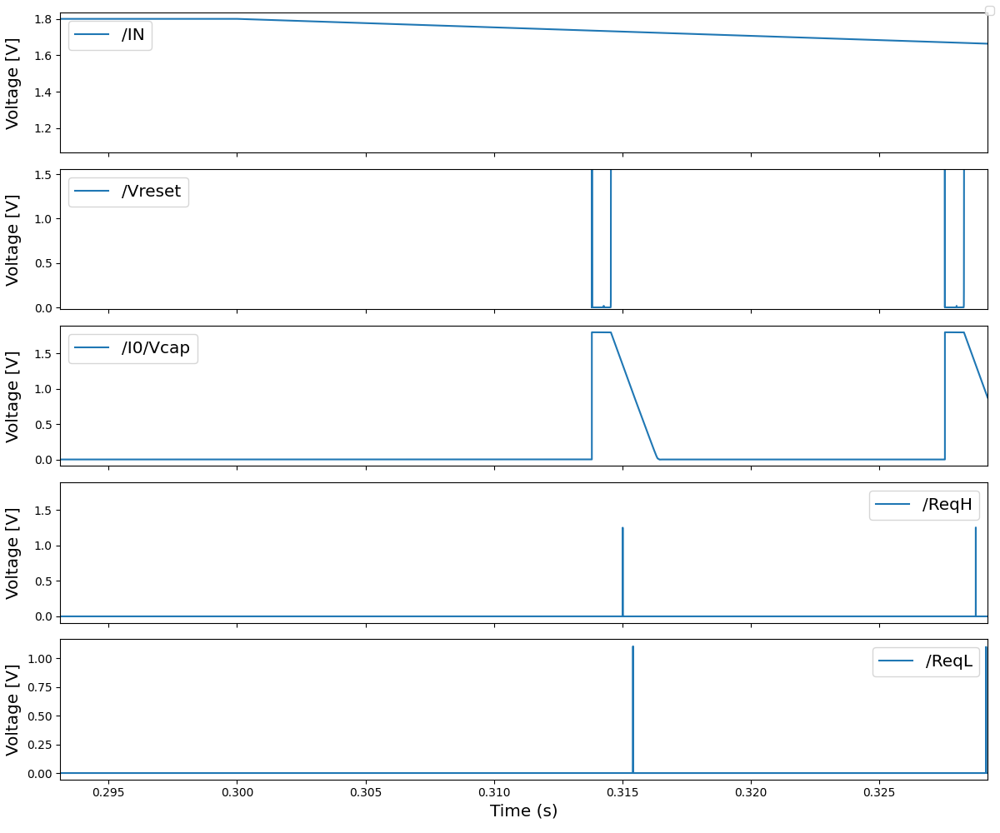 Voltage [V]
1.8
1.6
1.4
1.2
/IN
Voltage [V]
1.5
1.0
0.5
0.0
/Vreset
Voltage [V]
1.5
1.0
0.5
0.0
/I0/Vcap
Voltage [V]
1.5
1.0
0.5
0.0
/ReqH
Voltage [V]
1.00
0.75
0.50
0.25
0.00
/ReqL
0.295 0.300 0.305 0.310 0.315 0.320 0.325
Time (s)